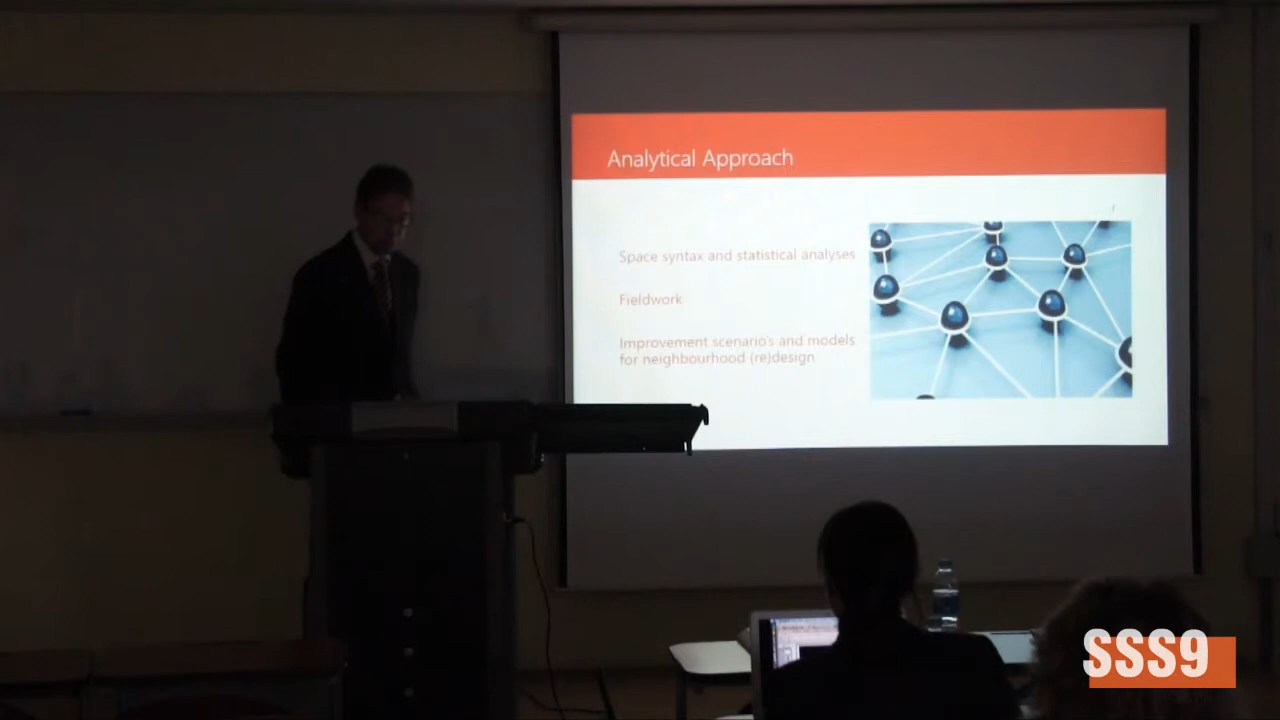 Analytical Approach
Space syntax and statistical analyses
Fieldwork
Improvement scenario's and models
for neighbourhood (re)design
SSS9